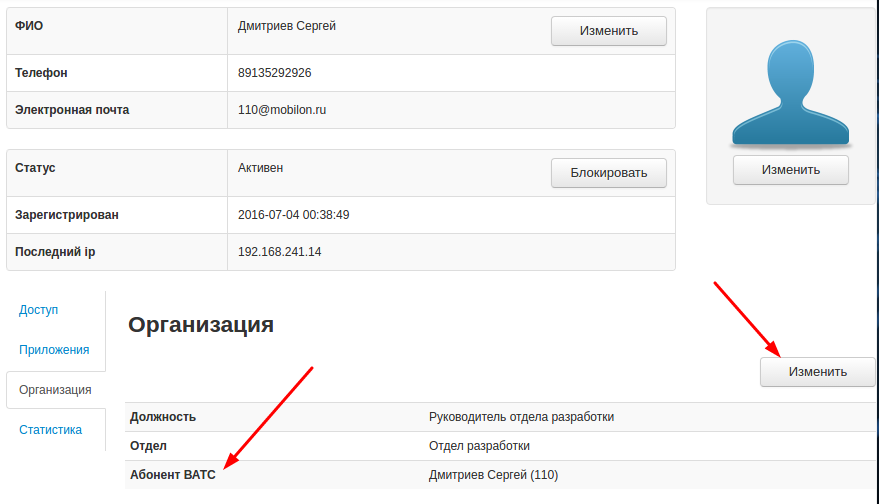 ФИО Дмитриев Сергей Изменить
Телефон 89135292926
Электронная почта 110@mobilon.ru
Изменить
Статус Активен Блокировать
Зарегистрирован 2016-07-04 00:38:49
Последний ip 192.168.241.14
Доступ
Приложения
Организация
Статистика
Организация
Изменить
Должность Руководитель отдела разработки
Отдел Отдел разработки
Абонент ВАТС Дмитриев Сергей (110)